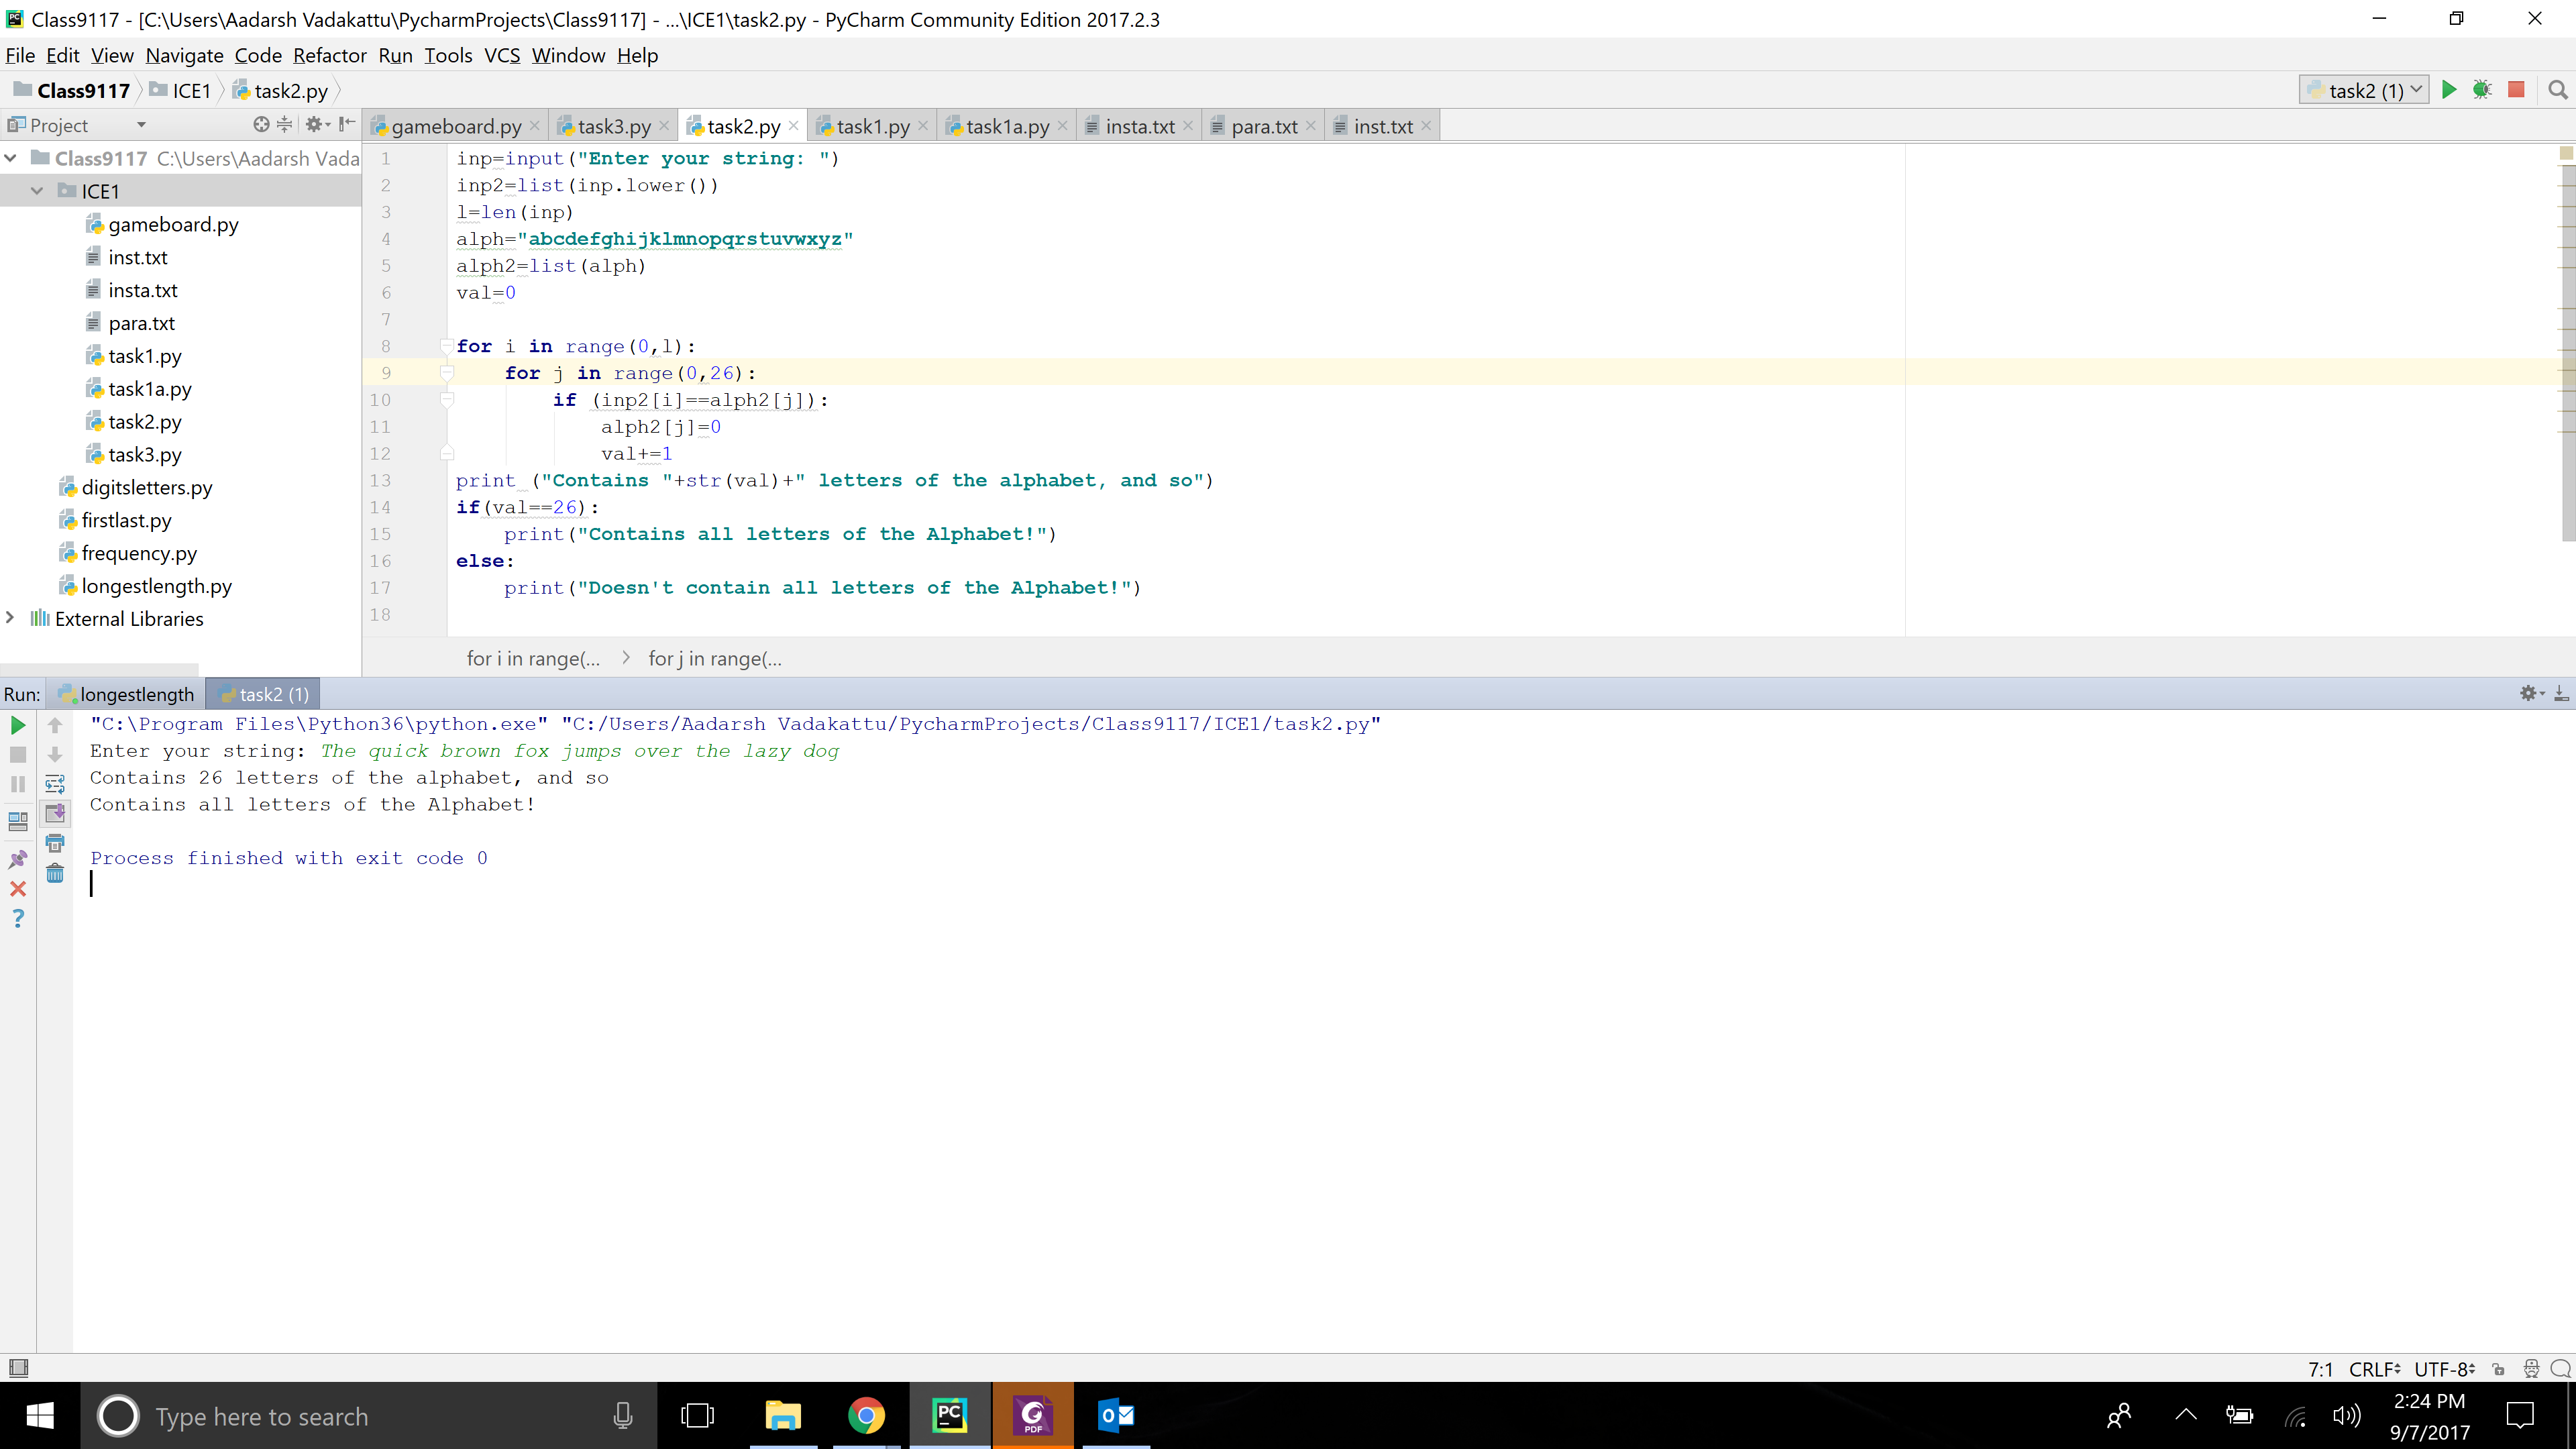 Class9117 - [C:\Users\Aadarsh Vadakattu\PycharmProjects\Class9117] - ...\ICE1\task2.py - PyCharm Community Edition 2017.2.3
File Edit View Navigate Code Refactor Run Tools VCS Window Help
Class9117 ICE1 task2.py task2 (1)
Project gameboard.py task3.py task2.py task1.py task1a.py insta.txt para.txt inst.txt
Class9117 C:\Users\Aadarsh Vada
ICE1
gameboard.py
inst.txt
insta.txt
para.txt
task1.py
task1a.py
task2.py
task3.py
digitsletters.py
firstlast.py
frequency.py
longestlength.py
External Libraries
1 inp=input("Enter your string: ")
2 inp2=list(inp.lower())
3 l=len(inp)
4 alph="abcdefghijklmnopqrstuvwxyz"
5 alph2=list(alph)
6 val=0
7
8 for i in range(0,l):
9 for j in range(0,26):
10 if (inp2[i]==alph2[j]):
11 alph2[j]=0
12 val+=1
13 print ("Contains "+str(val)+" letters of the alphabet, and so")
14 if(val==26):
15 print("Contains all letters of the Alphabet!")
16 else:
17 print("Doesn't contain all letters of the Alphabet!")
18
for i in range(... for j in range(...
Run: longestlength task2 (1)
"C:\Program Files\Python36\python.exe" "C:/Users/Aadarsh Vadakattu/PycharmProjects/Class9117/ICE1/task2.py"
Enter your string: The quick brown fox jumps over the lazy dog
Contains 26 letters of the alphabet, and so
Contains all letters of the Alphabet!
Process finished with exit code 0
7:1 CRLF UTF-8
Type here to search
PC
PDF
2:24 PM
9/7/2017